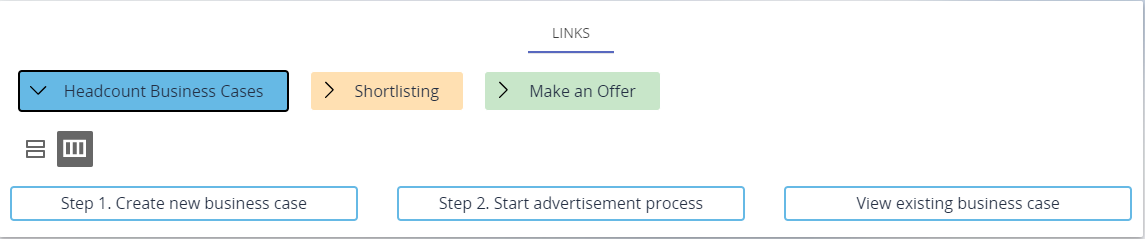 LINKS
Headcount Business Cases
Shortlisting
Make an Offer
Step 1. Create new business case
Step 2. Start advertisement process
View existing business case